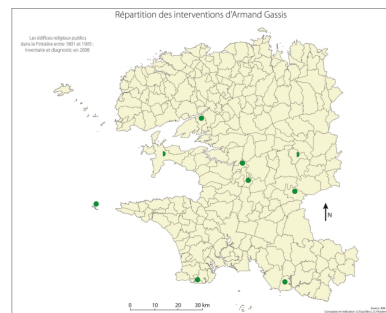 Répartition des interventions d'Armand Gassis
Les édifices religieux publics
dans le Finistère entre 1801 et 1905 :
inventaire et diagnostic en 2008
N
0 10 20 30 km